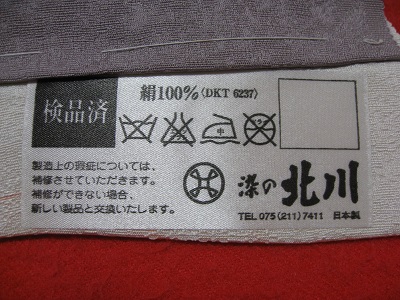 検品済
絹100%(DKT 6237)
中
製造上の瑕疵については、
補修させていただきます。
補修ができない場合、
新しい製品と交換いたします。
染の北川
TEL 075(211)7411 日本製